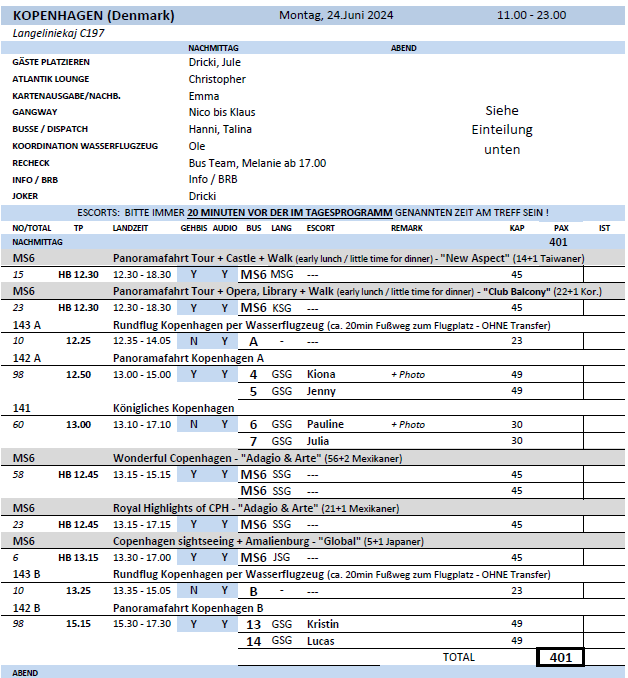 KOPENHAGEN (Denmark) Montag, 24.Juni 2024 11.00 - 23.00
Langeliniekaj C197
NACHMITTAG ABEND
GÄSTE PLATZIEREN Dricki, Jule
ATLANTIK LOUNGE Christopher
KARTENAUSGABE/NACHB. Emma
GANGWAY Nico bis Klaus Siehe
BUSSE / DISPATCH Hanni, Talina Einteilung
KOORDINATION WASSERFLUGZEUG Ole unten
RECHECK Bus Team, Melanie ab 17.00
INFO / BRB Info / BRB
JOKER Dricki
ESCORTS: BITTE IMMER 20 MINUTEN VOR DER IM TAGESPROGRAMM GENANNTEN ZEIT AM TREFF SEIN !
NO/TOTAL TP LANDZEIT GEHBIS AUDIO BUS LANG ESCORT REMARK KAP PAX IST
NACHMITTAG 401
MS6 Panoramafahrt Tour + Castle + Walk (early lunch / little time for dinner) - "New Aspect" (14+1 Taiwaner)
15 HB 12.30 12.30 - 18.30 Y Y MS6 MSG --- 45
MS6 Panoramafahrt Tour + Opera, Library + Walk (early lunch / little time for dinner) - "Club Balcony" (22+1 Kor.)
23 HB 12.30 12.30 - 18.30 Y Y MS6 KSG --- 45
143 A Rundflug Kopenhagen per Wasserflugzeug (ca. 20min Fußweg zum Flugplatz - OHNE Transfer)
10 12.25 12.35 - 14.05 N Y A - --- 23
142 A Panoramafahrt Kopenhagen A
98 12.50 13.00 - 15.00 Y Y 4 GSG Kiona + Photo 49
5 GSG Jenny 49
141 Königliches Kopenhagen
60 13.00 13.10 - 17.10 N Y 6 GSG Pauline + Photo 30
7 GSG Julia 30
MS6 Wonderful Copenhagen - "Adagio & Arte" (56+2 Mexikaner)
58 HB 12.45 13.15 - 15.15 Y Y MS6 SSG --- 45
MS6 SSG --- 45
MS6 Royal Highlights of CPH - "Adagio & Arte" (21+1 Mexikaner)
23 HB 12.45 13.15 - 17.15 Y Y MS6 SSG --- 45
MS6 Copenhagen sightseeing + Amalienburg - "Global" (5+1 Japaner)
6 HB 13.15 13.30 - 17.00 Y Y MS6 JSG --- 45
143 B Rundflug Kopenhagen per Wasserflugzeug (ca. 20min Fußweg zum Flugplatz - OHNE Transfer)
10 13.25 13.35 - 15.05 N Y B - --- 23
142 B Panoramafahrt Kopenhagen B
98 15.15 15.30 - 17.30 Y Y 13 GSG Kristin 49
14 GSG Lucas 49
TOTAL 401
ABEND